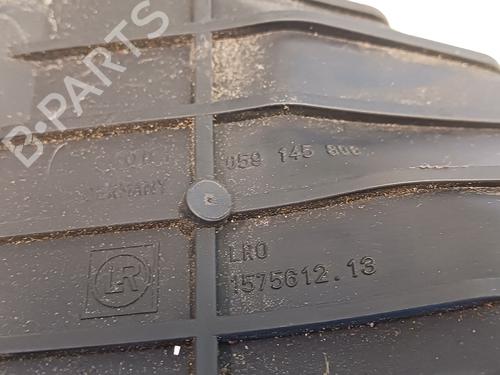 B-PARTS
059 145 806
GERMANY
LRO
LR
1575612.13